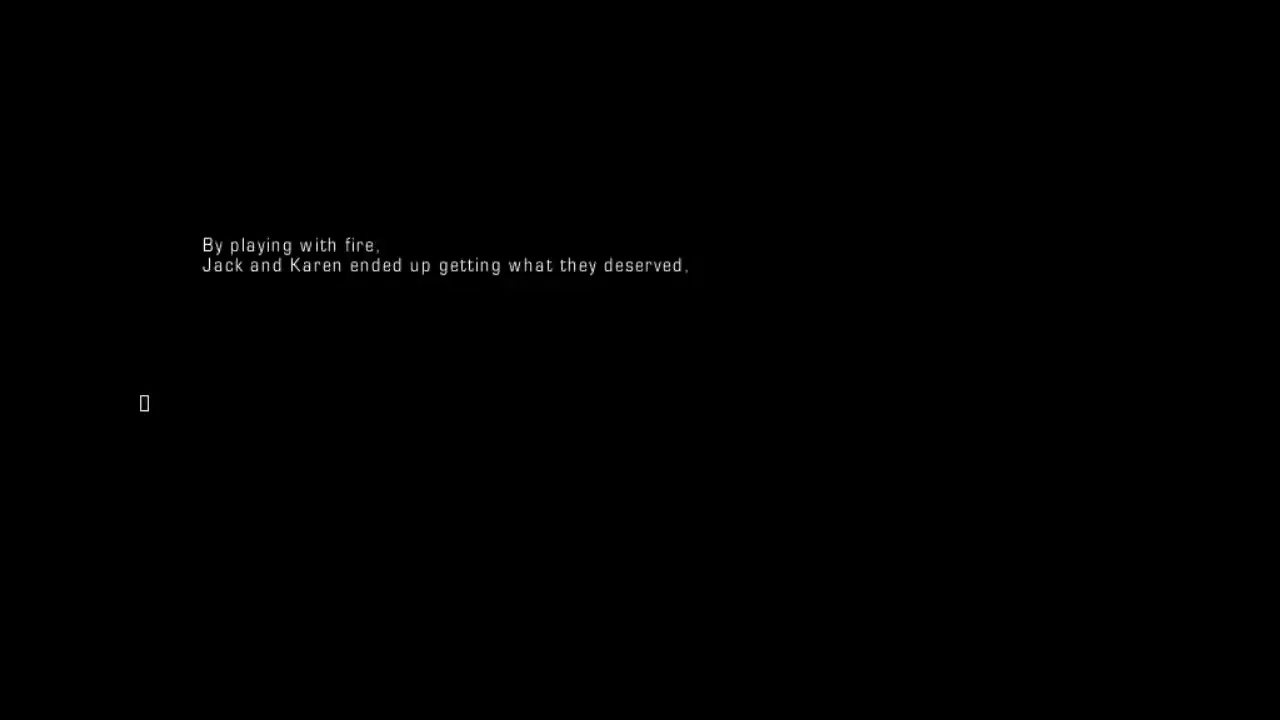 By playing with fire,
Jack and Karen ended up getting what they deserved,